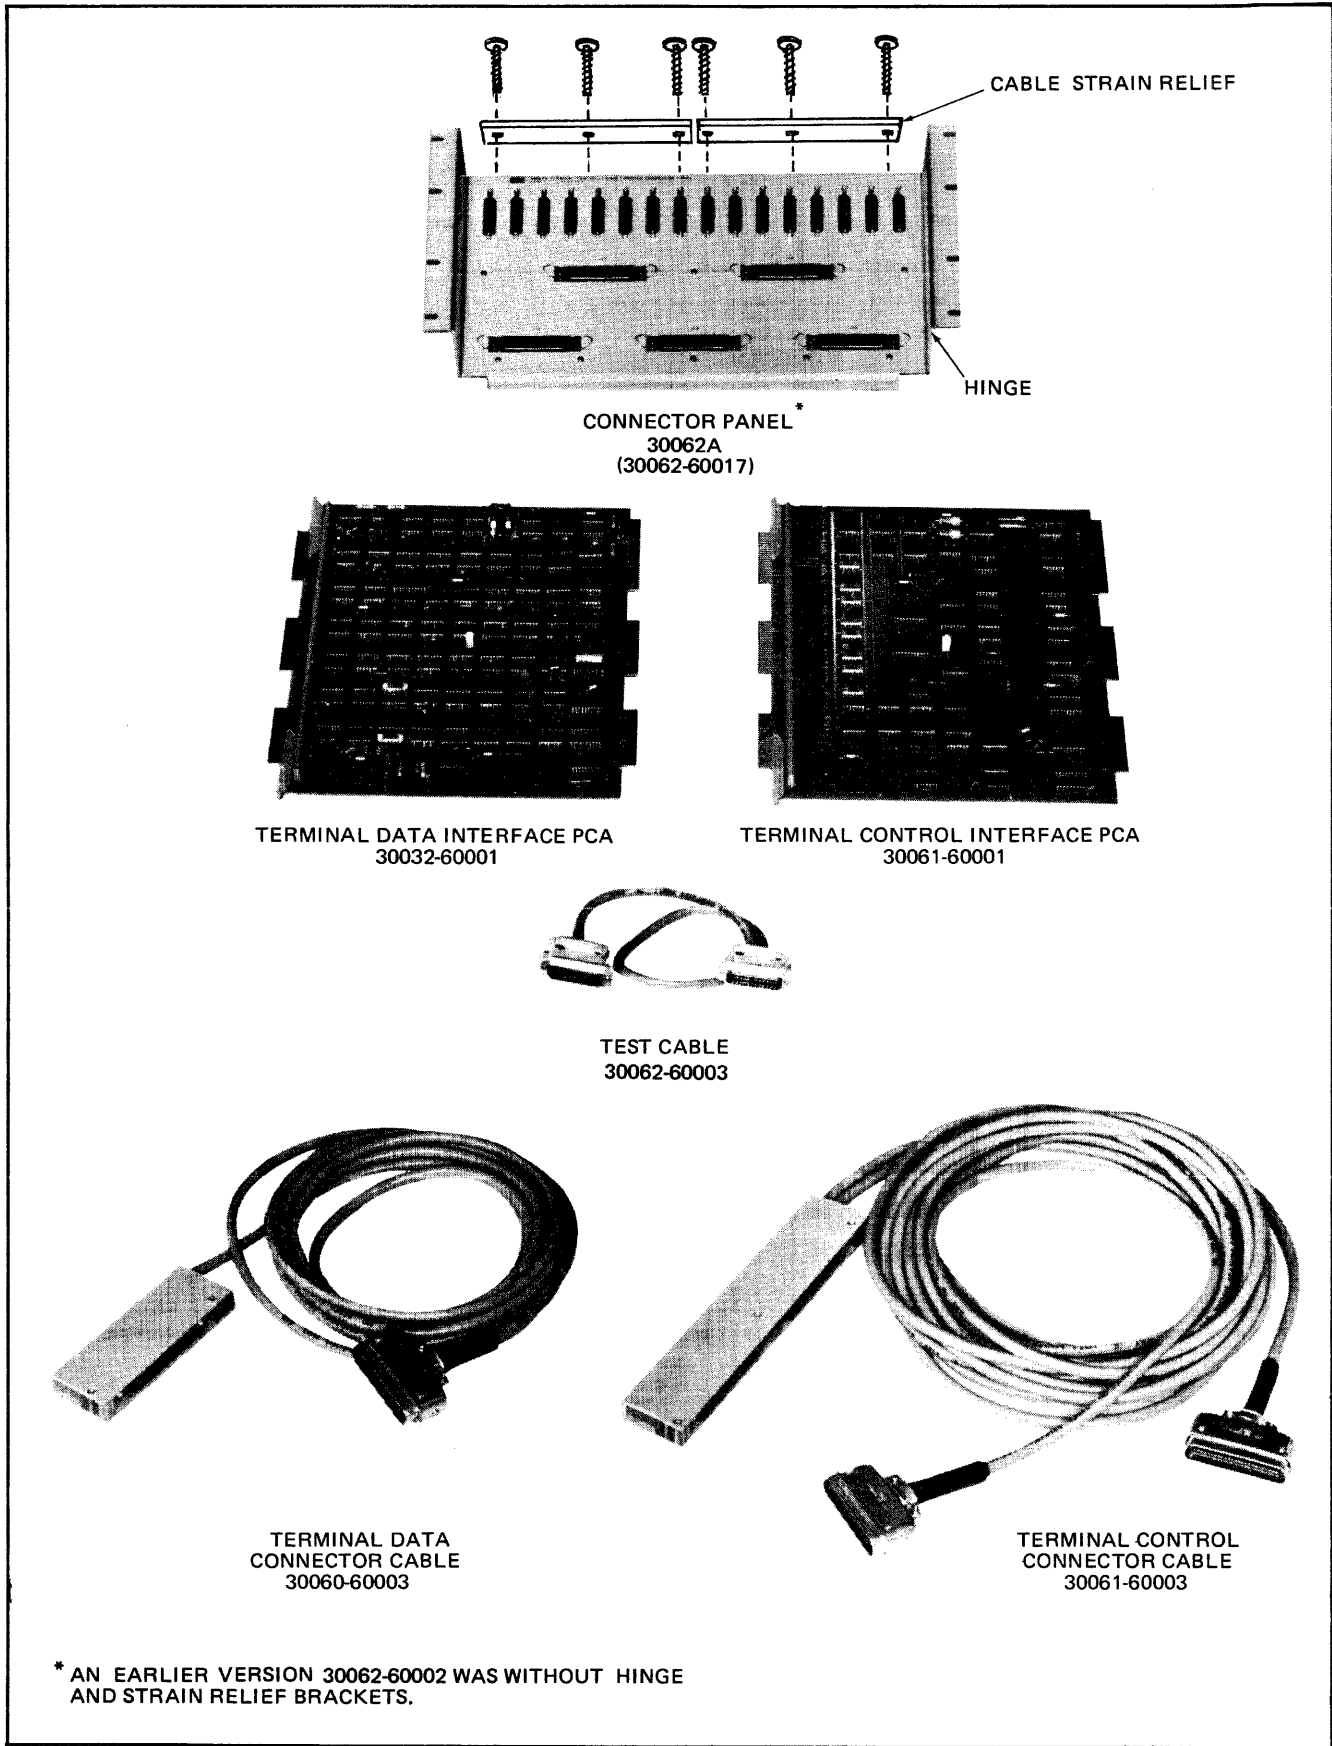 CABLE STRAIN RELIEF
HINGE
CONNECTOR PANEL*
30062A
(30062-60017)
TERMINAL DATA INTERFACE PCA
30032-60001
TERMINAL CONTROL INTERFACE PCA
30061-60001
TEST CABLE
30062-60003
TERMINAL DATA
CONNECTOR CABLE
30060-60003
TERMINAL CONTROL
CONNECTOR CABLE
30061-60003
* AN EARLIER VERSION 30062-60002 WAS WITHOUT HINGE
AND STRAIN RELIEF BRACKETS.